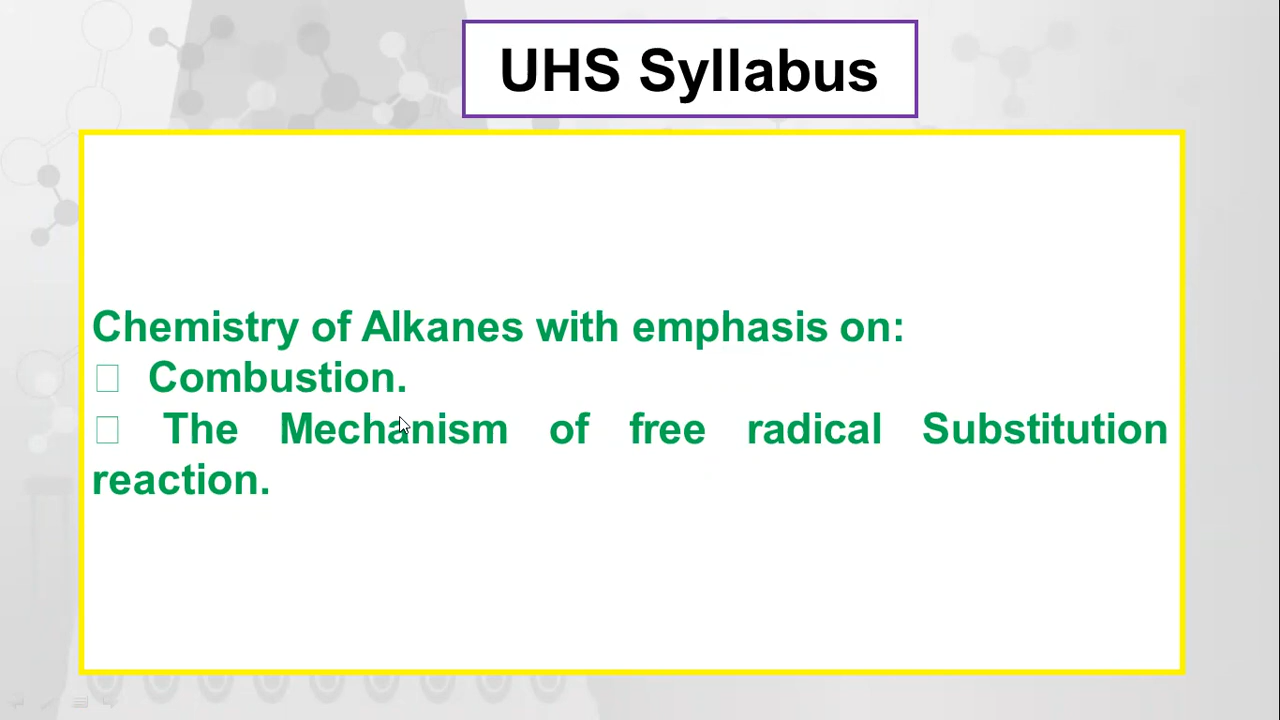 UHS Syllabus
Chemistry of Alkanes with emphasis on:
Combustion.
The Mechanism of free radical Substitution
reaction.